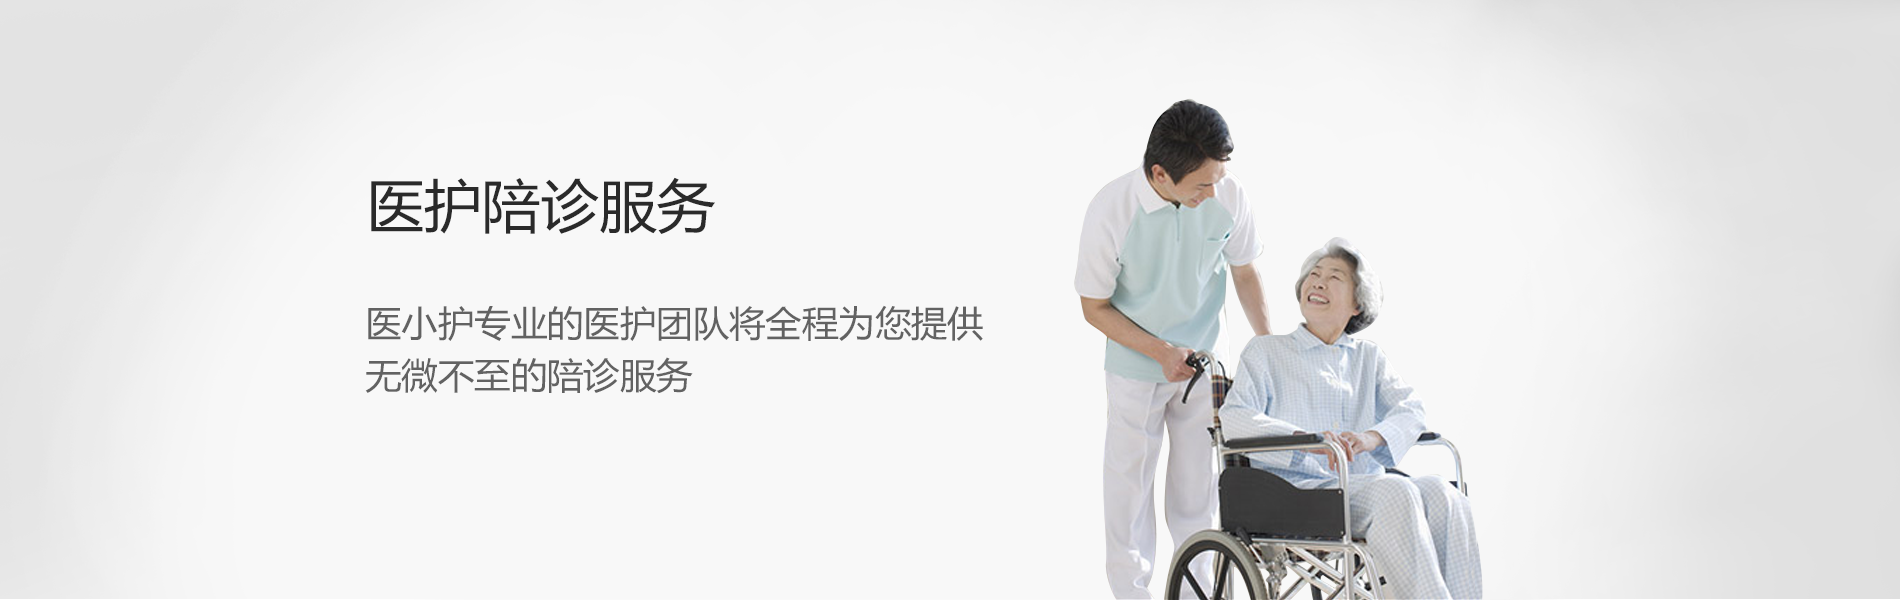 医护陪诊服务
医小护专业的医护团队将全程为您提供
无微不至的陪诊服务